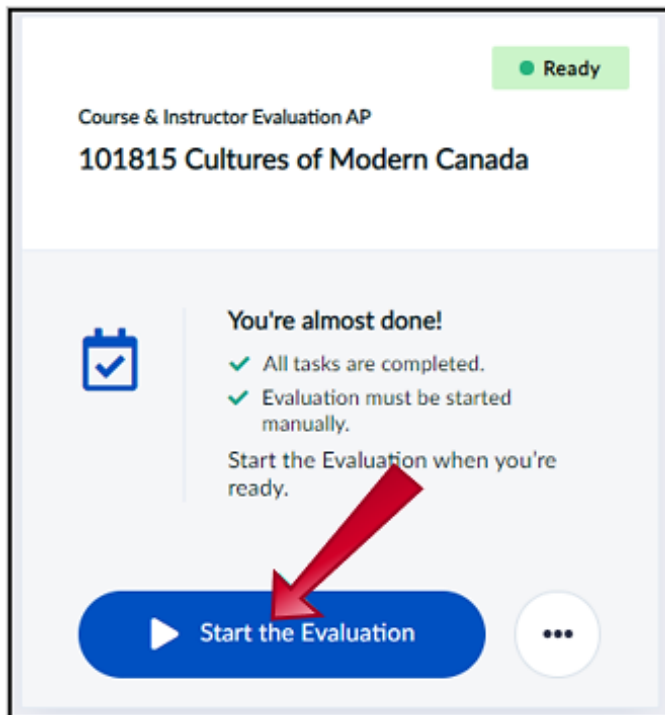 Ready
Course & Instructor Evaluation AP
101815 Cultures of Modern Canada
You're almost done!
All tasks are completed.
Evaluation must be started
manually.
Start the Evaluation when you're
ready.
Start the Evaluation